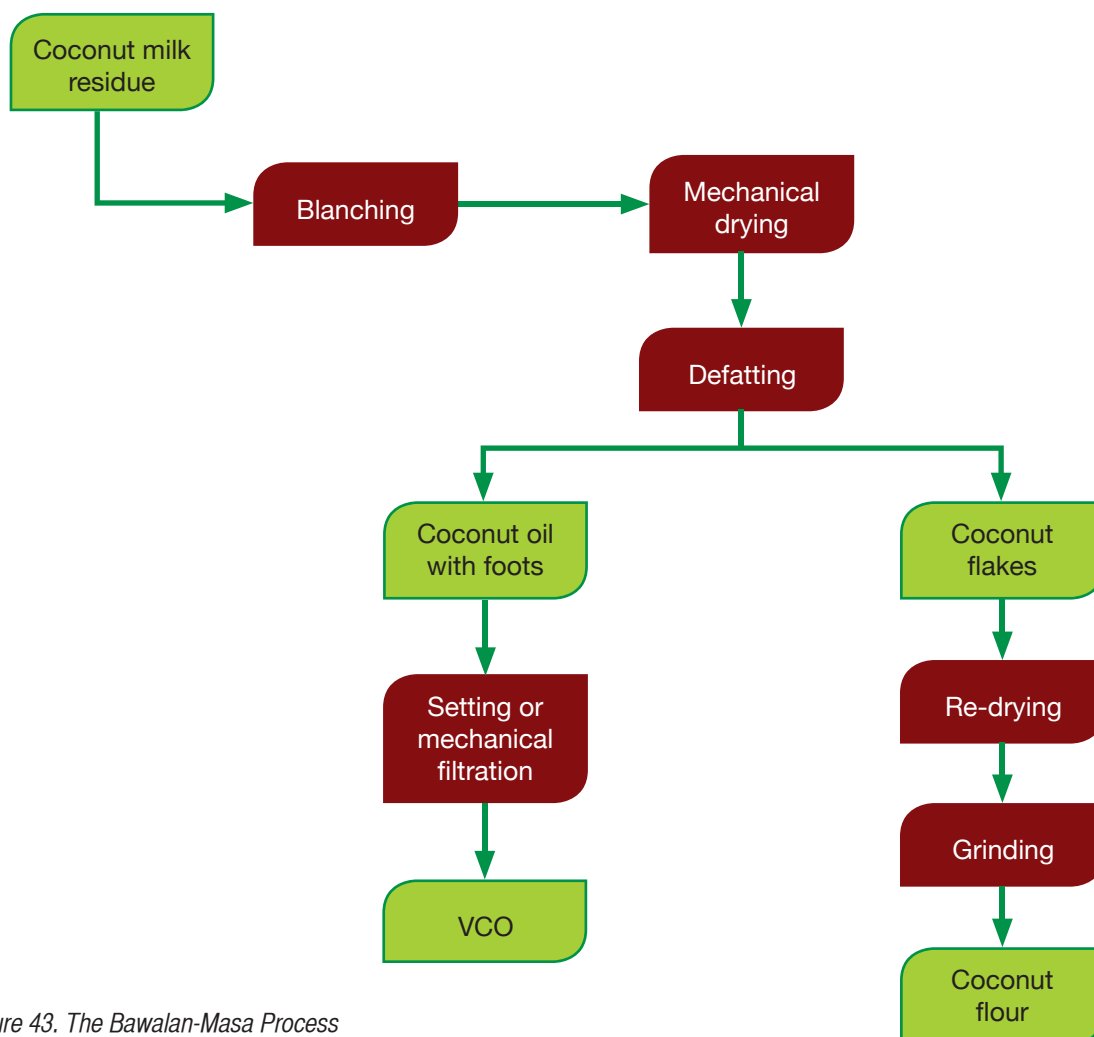 Coconut milk
residue
Blanching
Mechanical
drying
Defatting
Coconut oil
with foots
Coconut
flakes
Setting or
mechanical
filtration
Re-drying
Grinding
VCO
Coconut
flour
ure 43. The Bawalan-Masa Process